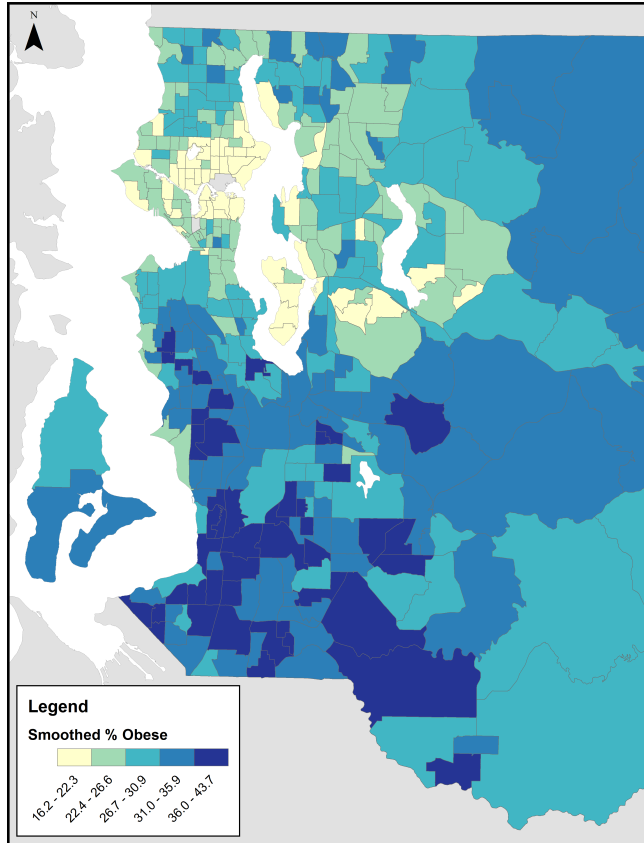 N
Legend
Smoothed % Obese
16.2 - 22.3
22.4 - 26.6
26.7 - 30.9
31.0 - 35.9
36.0 - 43.7